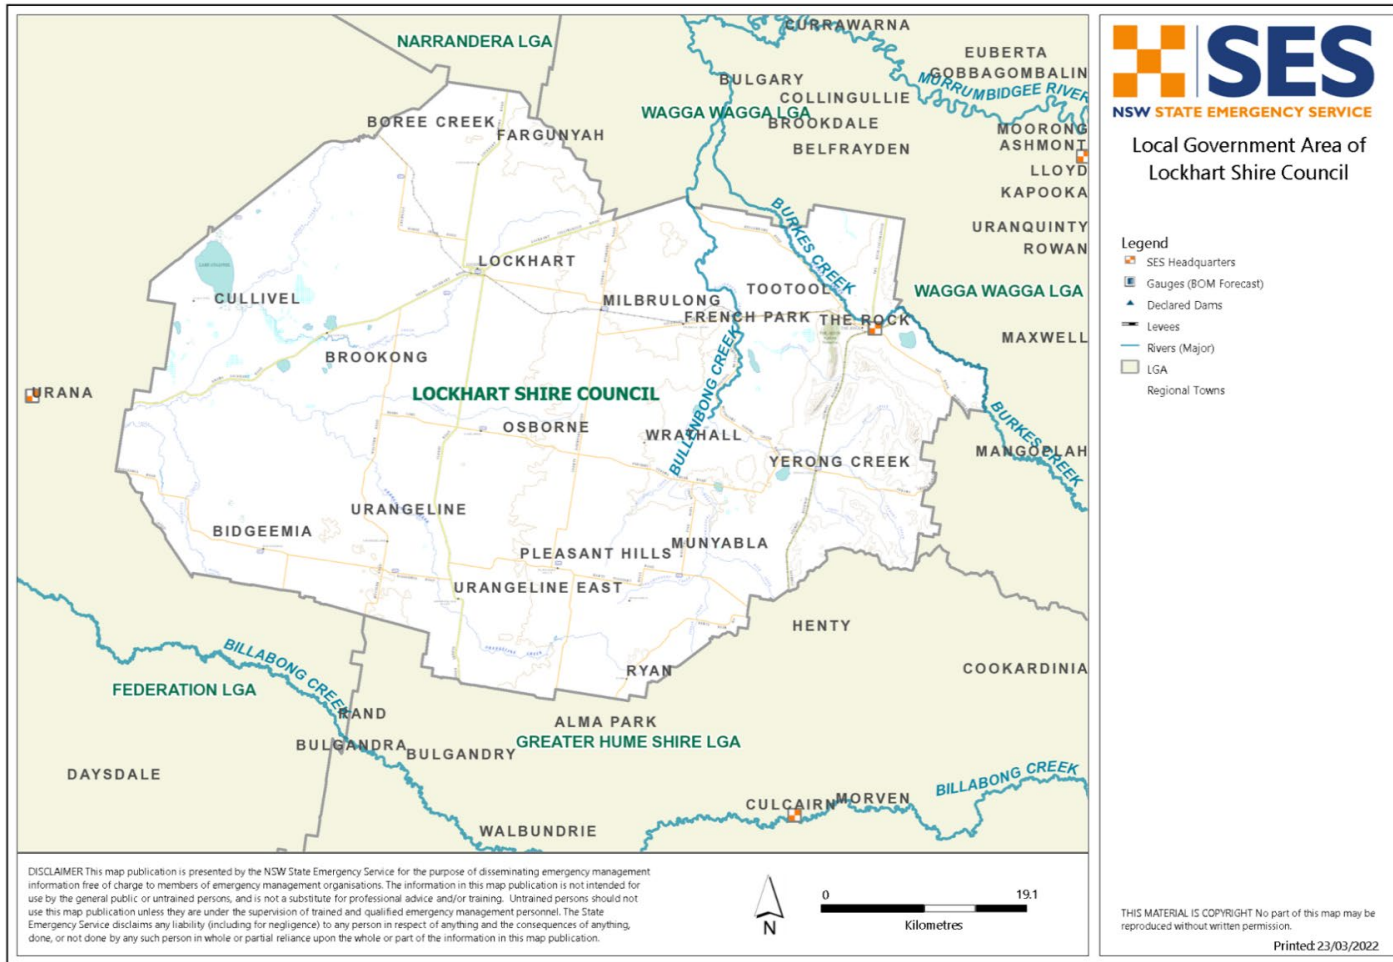 NARRANDERA LGA
CURRAWARNA
EUBERTA
GOBBAGOMBALIN
BULGARY
MURRUMBIDGEE RIVER
COLLINGULLIE
WAGGA WAGGA LGA
BROOKDALE
BOREE CREEK
FARGUNYAH
MOORONG
ASHMONT
BELFRAYDEN
LLOYD
KAPOOKA
URANQUINTY
ROWAN
BURKES CREEK
LOCKHART
CULLIVEL
MILBRULONG
TOOTOOL
WAGGA WAGGA LGA
FRENCH PARK
THE ROCK
MAXWELL
BROOKONG
URANA
LOCKHART SHIRE COUNCIL
BULLENBONG CREEK
OSBORNE
WRATHALL
BURKES CREEK
MANGOPLAH
YERONG CREEK
URANGELINE
BIDGEEMIA
MUNYABLA
PLEASANT HILLS
URANGELINE EAST
HENTY
BILLABONG CREEK
RYAN
COOKARDINIA
FEDERATION LGA
RAND
ALMA PARK
BULGANDRA
BULGANDRY
GREATER HUME SHIRE LGA
DAYSDALE
BILLABONG CREEK
CULCAIRN
MORVEN
WALBUNDRIE
SES
NSW STATE EMERGENCY SERVICE
Local Government Area of
Lockhart Shire Council
Legend
SES Headquarters
Gauges (BOM Forecast)
Declared Dams
Levees
Rivers (Major)
LGA
Regional Towns
DISCLAIMER This map publication is presented by the NSW State Emergency Service for the purpose of disseminating emergency management
information free of charge to members of emergency management organisations. The information in this map publication is not intended for
use by the general public or untrained persons, and is not a substitute for professional advice and/or training. Untrained persons should not
use this map publication unless they are under the supervision of trained and qualified emergency management personnel. The State
Emergency Service disclaims any liability (including for negligence) to any person in respect of anything and the consequences of anything,
done, or not done by any such person in whole or partial reliance upon the whole or part of the information in this map publication.
N
0 19.1
Kilometres
THIS MATERIAL IS COPYRIGHT No part of this map may be
reproduced without written permission.
Printed: 23/03/2022